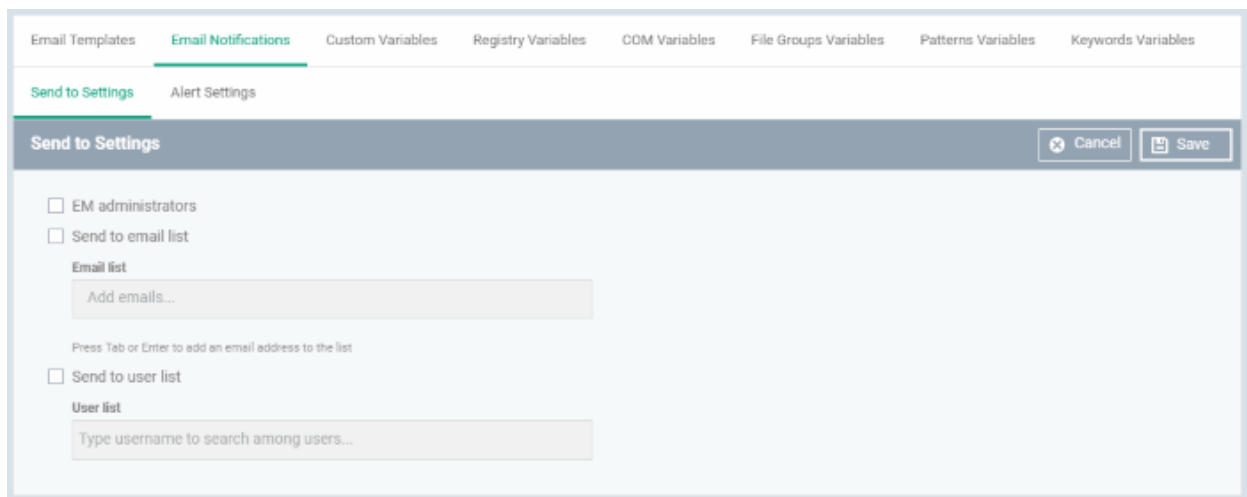 Email Templates Email Notifications Custom Variables Registry Variables COM Variables File Groups Variables Patterns Variables Keywords Variables
Send to Settings Alert Settings
Send to Settings Cancel Save
EM administrators
Send to email list
Email list
Add emails...
Press Tab or Enter to add an email address to the list
Send to user list
User list
Type username to search among users...